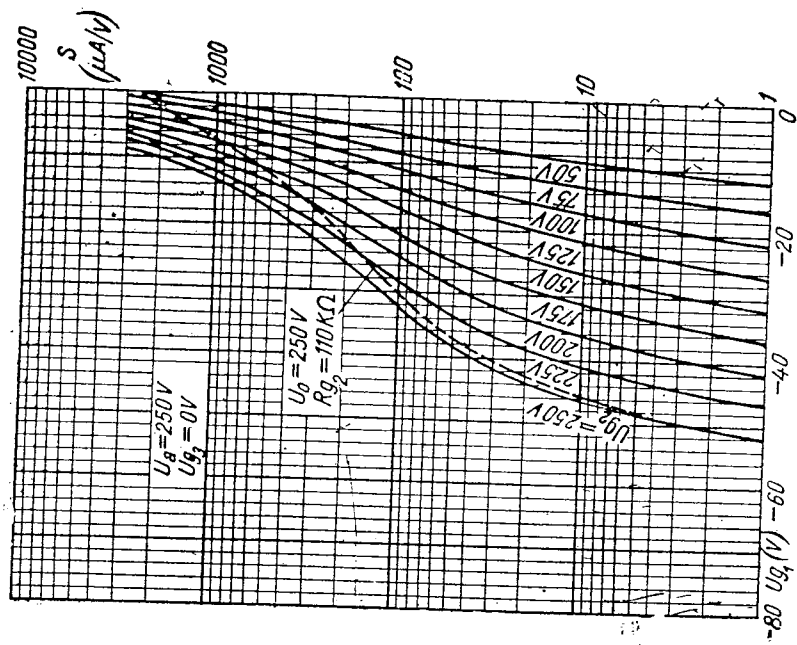 10000
S
(µA/V)
1000
100
10
1
Ua=250V
Ug3=0V
U0=250V
Rg2=110KΩ
Ug2=250V
225V
200V
175V
150V
125V
100V
75V
50V
-80
Ug1(V)
-60
-40
-20
0